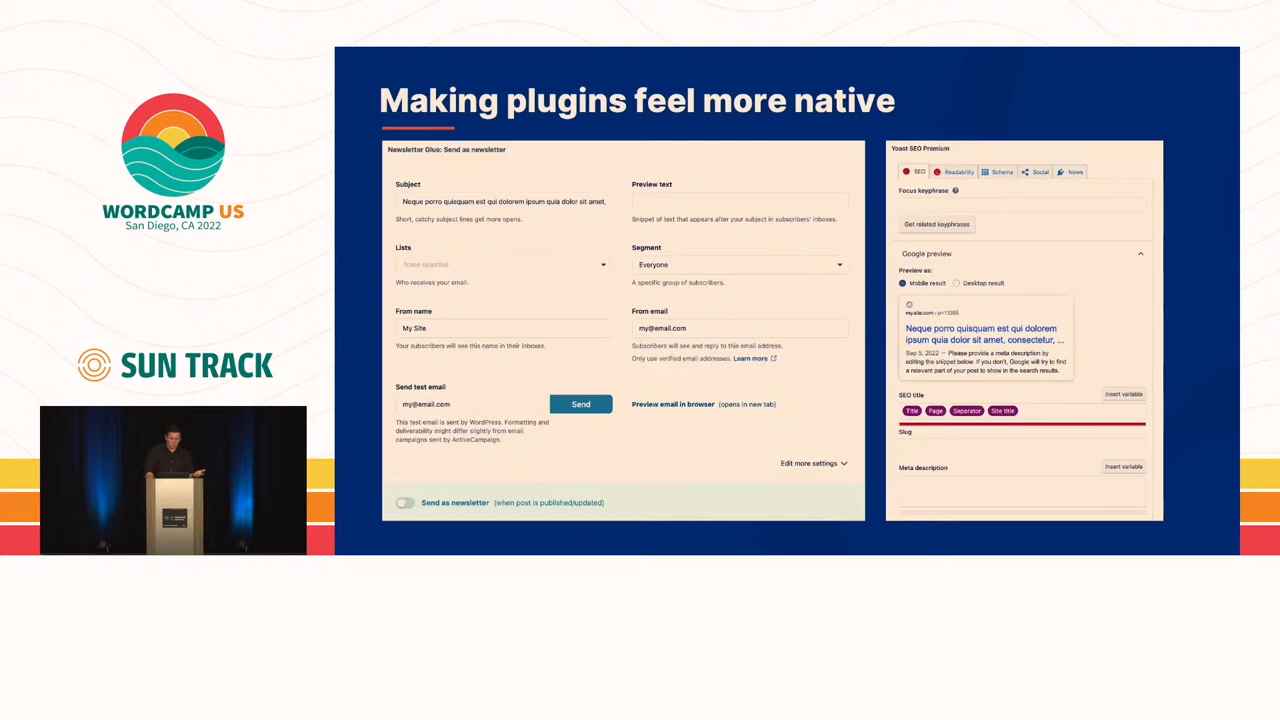 WORDCAMP US
San Diego, CA 2022
SUN TRACK
Making plugins feel more native
Newsletter Glue: Send as newsletter
Subject
Neque porro quisquam est qui dolorem ipsum quia dolor sit amet,
Short, catchy subject lines get more opens.
Preview text
Snippet of text that appears after your subject in subscribers' inboxes.
Lists
None selected
Who receives your email.
Segment
Everyone
A specific group of subscribers.
From name
My Site
Your subscribers will see this name in their inboxes.
From email
my@email.com
Subscribers will see and reply to this email address.
Only use verified email addresses. Learn more
Send test email
my@email.com
Send
This test email is sent by WordPress. Formatting and
deliverability might differ slightly from email
campaigns sent by ActiveCampaign.
Preview email in browser (opens in new tab)
Edit more settings
Send as newsletter (when post is published/updated)
Yoast SEO Premium
SEO Readability Schema Social News
Focus keyphrase
Get related keyphrases
Google preview
Preview as:
Mobile result Desktop result
my.site.com › p=13355
Neque porro quisquam est qui dolorem
ipsum quia dolor sit amet, consectetur, ...
Sep 5, 2022 — Please provide a meta description by
editing the snippet below. If you don't, Google will try to find
a relevant part of your post to show in the search results.
SEO title
Insert variable
Title Page Separator Site title
Slug
Meta description
Insert variable